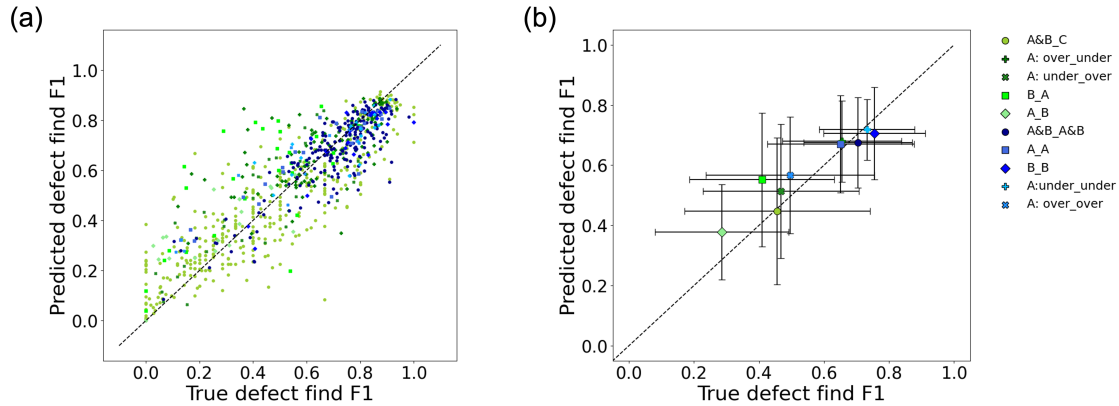 (a)
(b)
Predicted defect find F1
1.0
0.8
0.6
0.4
0.2
0.0
0.0 0.2 0.4 0.6 0.8 1.0
True defect find F1
Predicted defect find F1
1.0
0.8
0.6
0.4
0.2
0.0
0.0 0.2 0.4 0.6 0.8 1.0
True defect find F1
A&B_C
A: over_under
A: under_over
B_A
A_B
A&B_A&B
A_A
B_B
A:under_under
A: over_over